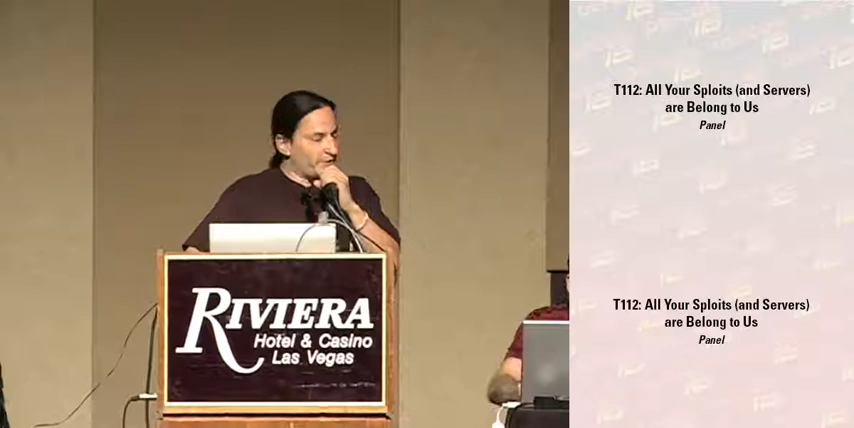 RIVIERA
Hotel & Casino
Las Vegas
T112: All Your Sploits (and Servers)
are Belong to Us
Panel
T112: All Your Sploits (and Servers)
are Belong to Us
Panel